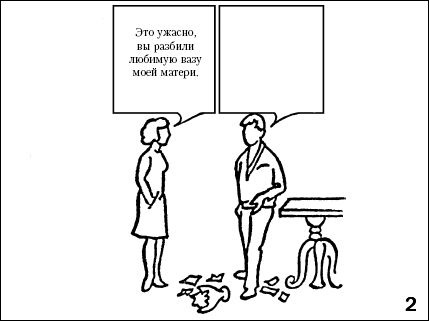 Это ужасно,
вы разбили
любимую вазу
моей матери.
2